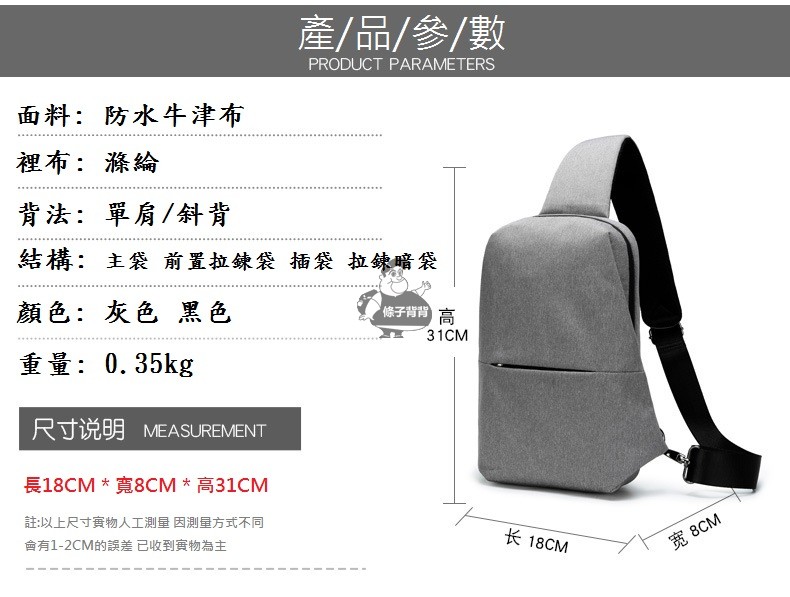 產/品/參/數
PRODUCT PARAMETERS
面料: 防水牛津布
裡布: 滌綸
背法: 單肩/斜背
結構: 主袋 前置拉鍊袋 插袋 拉鍊暗袋
顏色: 灰色 黑色
重量: 0.35kg
條子背背
高
31CM
尺寸说明 MEASUREMENT
長18CM * 寬8CM * 高31CM
註:以上尺寸實物人工測量 因測量方式不同
會有1-2CM的誤差 已收到實物為主
长 18CM
宽 8CM